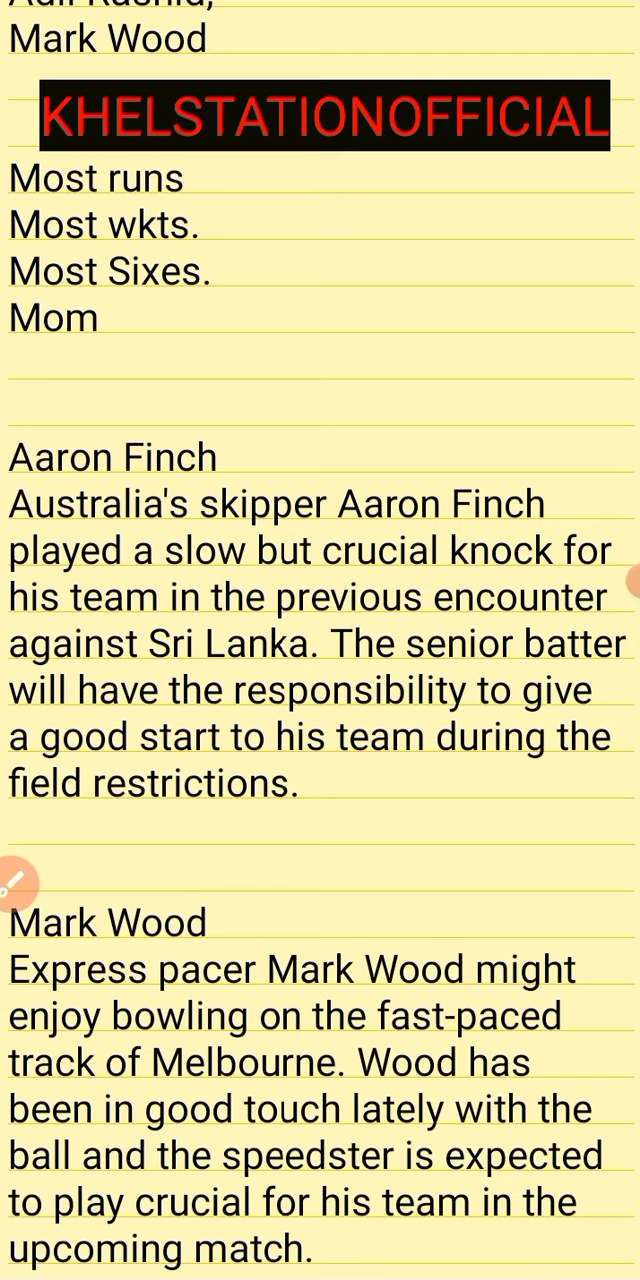 Adil Rashid,
Mark Wood
KHELSTATIONOFFICIAL
Most runs
Most wkts.
Most Sixes.
Mom
Aaron Finch
Australia's skipper Aaron Finch
played a slow but crucial knock for
his team in the previous encounter
against Sri Lanka. The senior batter
will have the responsibility to give
a good start to his team during the
field restrictions.
Mark Wood
Express pacer Mark Wood might
enjoy bowling on the fast-paced
track of Melbourne. Wood has
been in good touch lately with the
ball and the speedster is expected
to play crucial for his team in the
upcoming match.